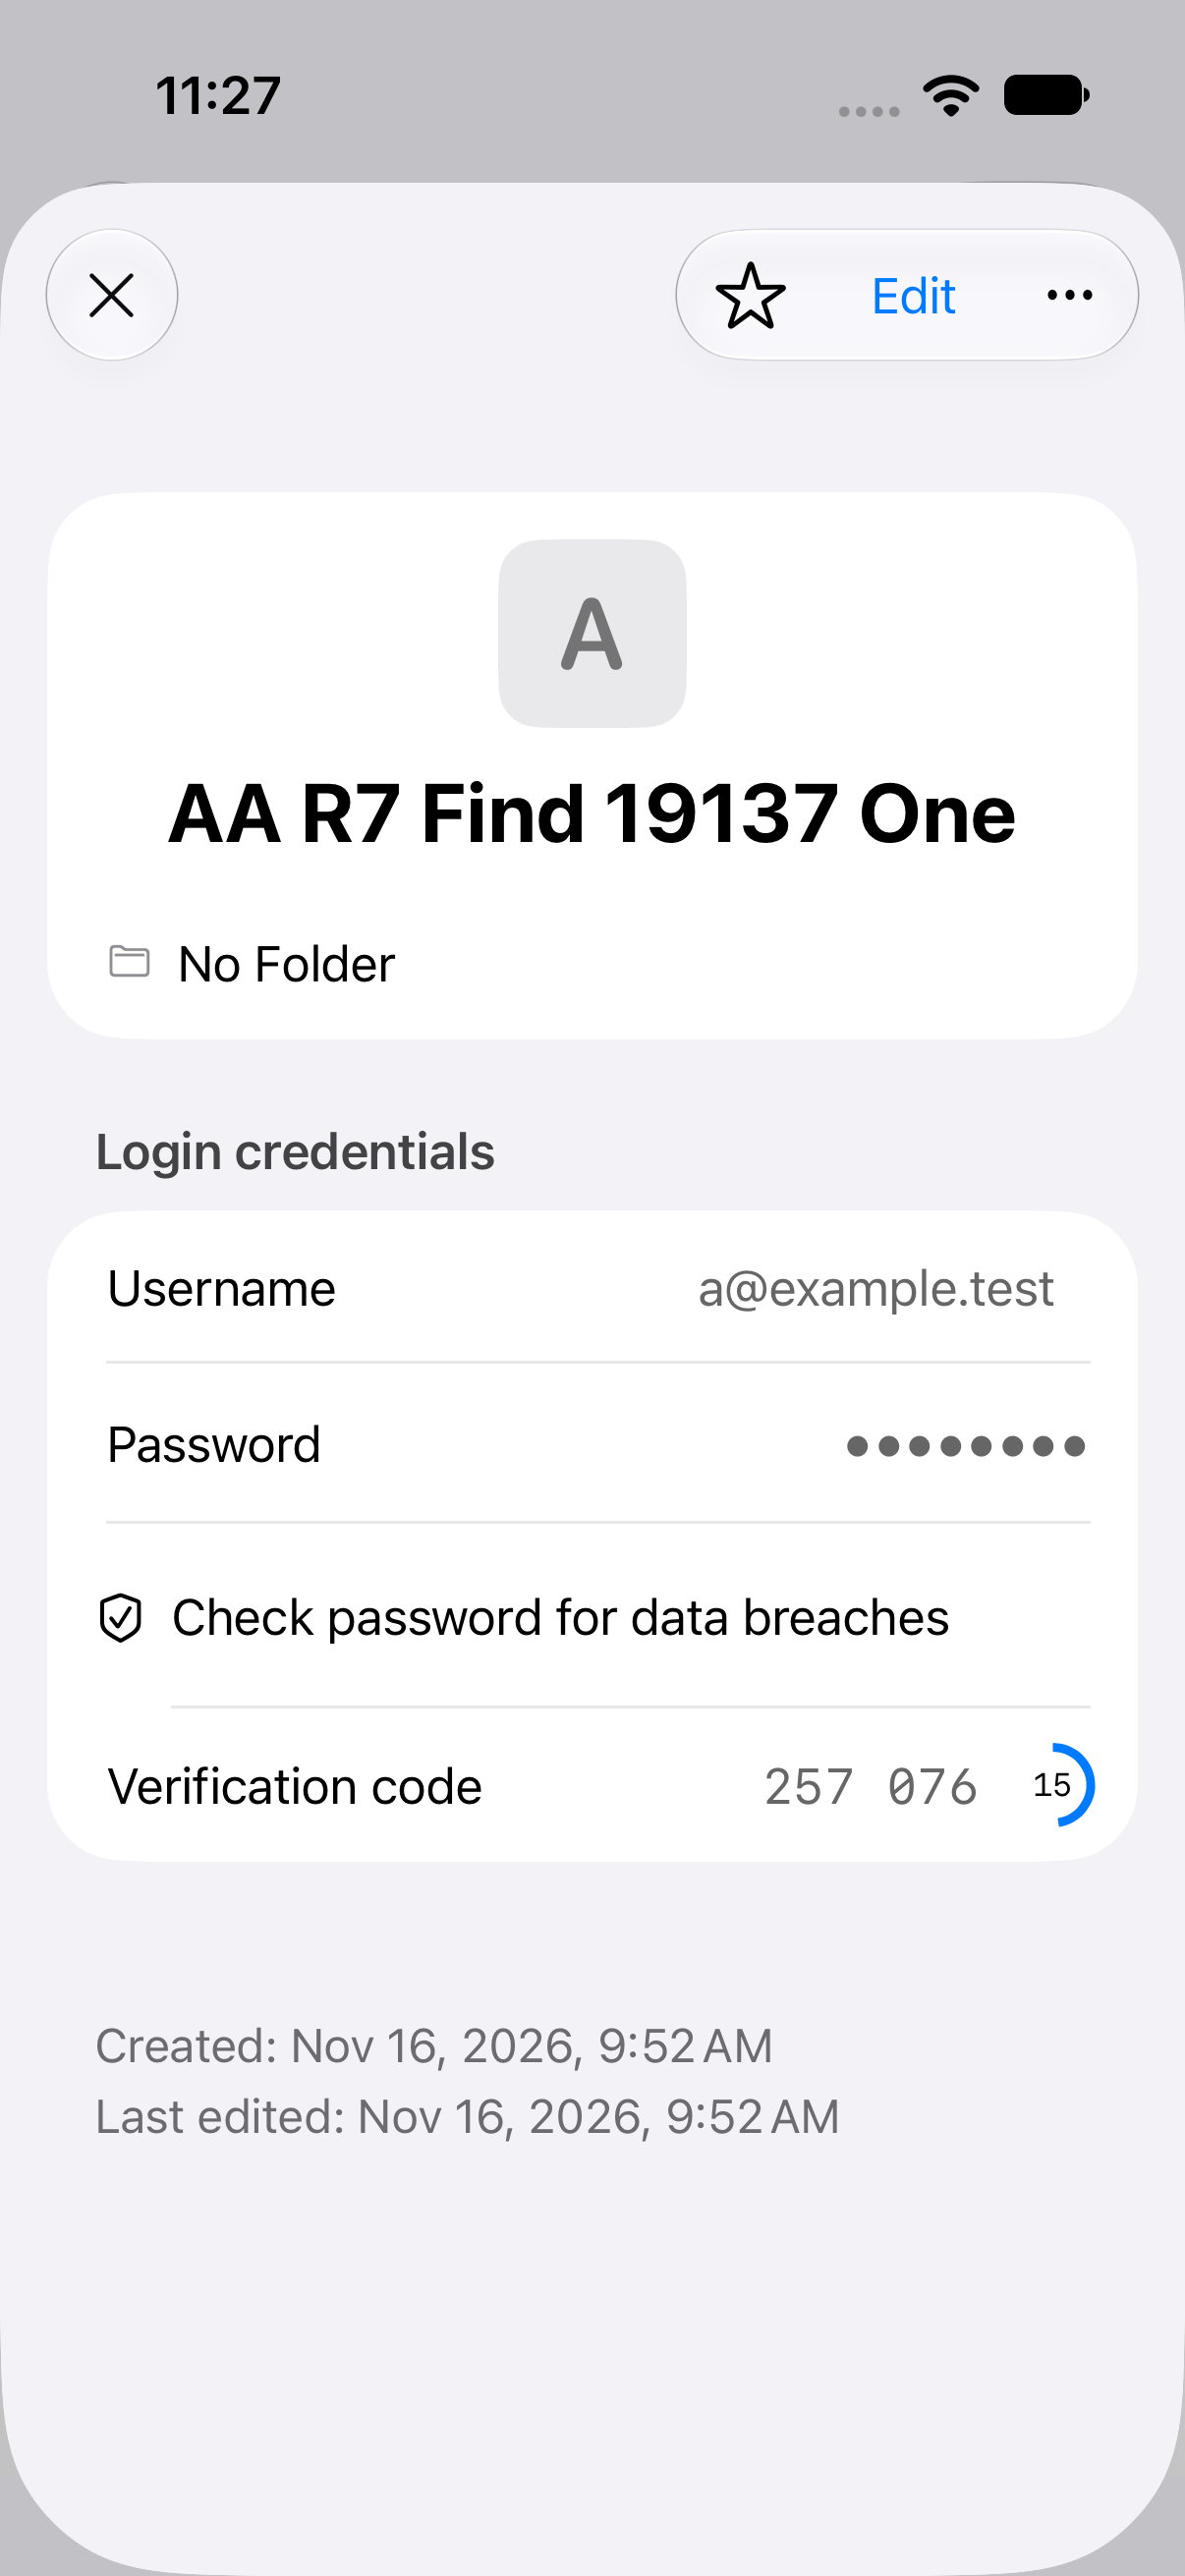 11:27
Edit
A
AA R7 Find 19137 One
No Folder
Login credentials
Username a@example.test
Password
Check password for data breaches
Verification code 257 076 15
Created: Nov 16, 2026, 9:52 AM
Last edited: Nov 16, 2026, 9:52 AM